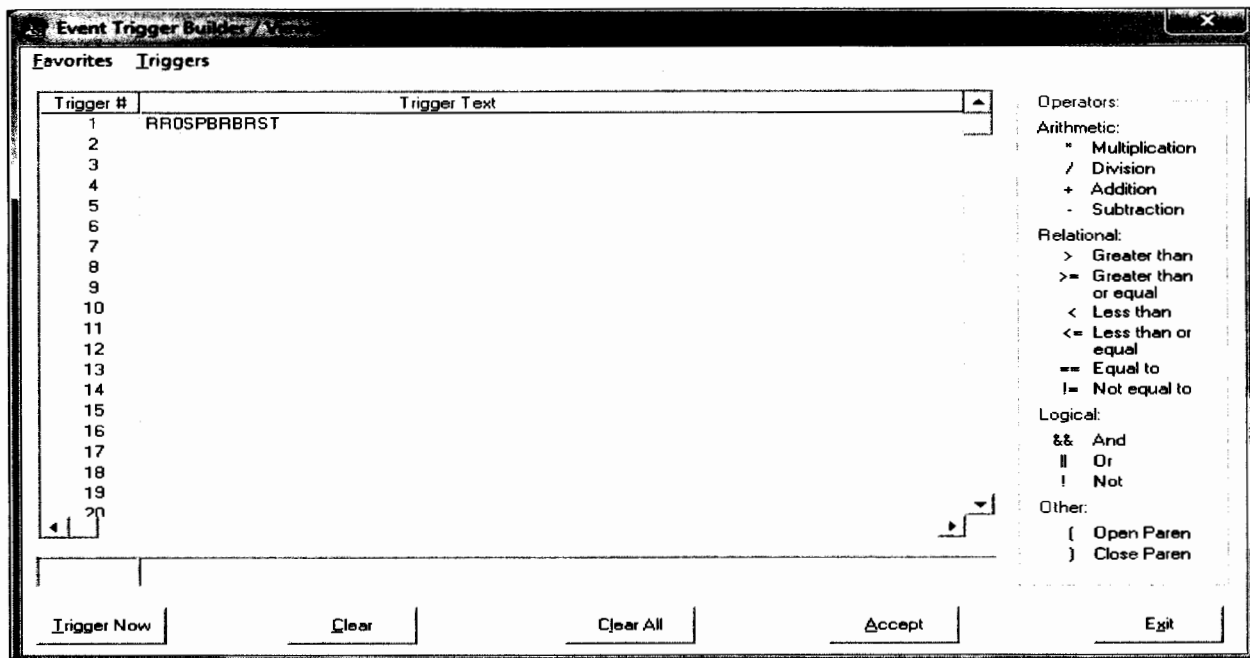 Event Trigger Builder /
Favorites Triggers
Trigger # Trigger Text
1 RROSPBRBRST
2
3
4
5
6
7
8
9
10
11
12
13
14
15
16
17
18
19
20
Operators:
Arithmetic:
* Multiplication
/ Division
+ Addition
- Subtraction
Relational:
> Greater than
>= Greater than
or equal
< Less than
<= Less than or
equal
== Equal to
!= Not equal to
Logical:
&& And
|| Or
! Not
Other:
( Open Paren
) Close Paren
Trigger Now Clear Clear All Accept Exit